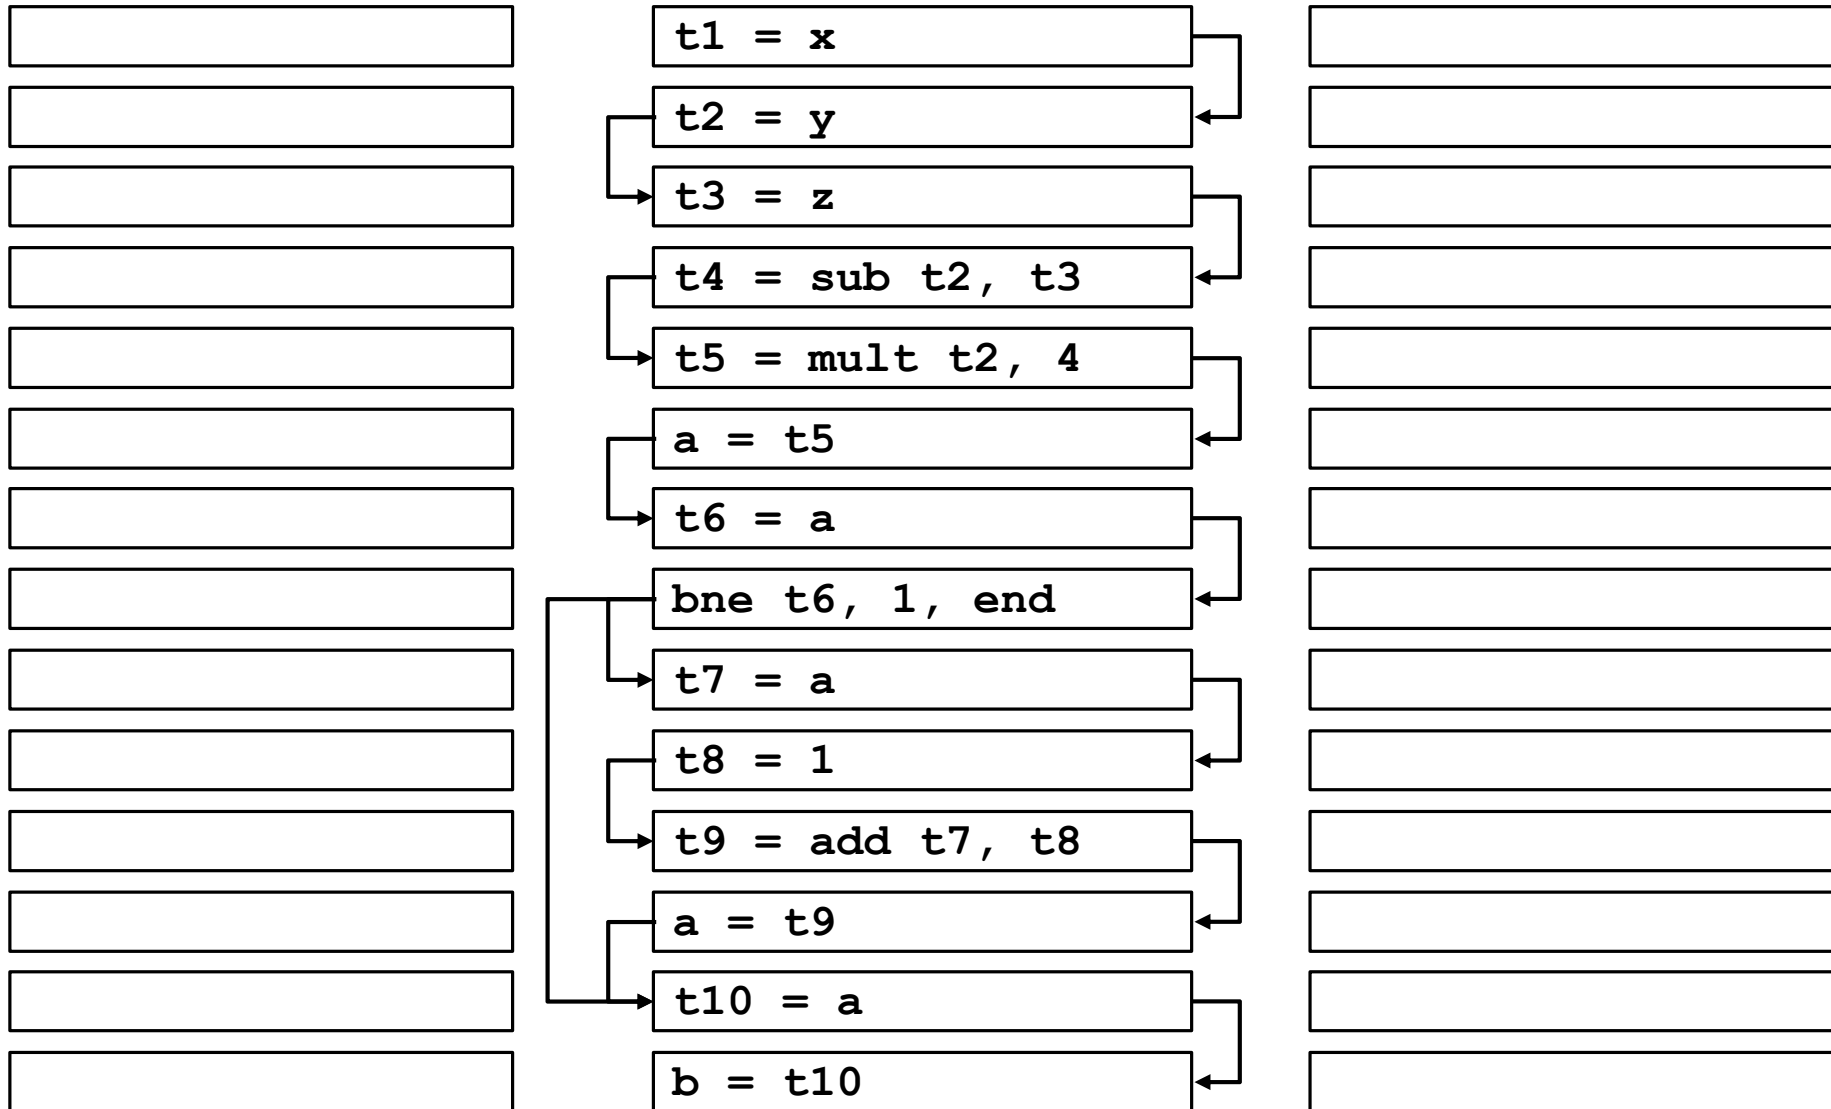 t1 = x
t2 = y
t3 = z
t4 = sub t2, t3
t5 = mult t2, 4
a = t5
t6 = a
bne t6, 1, end
t7 = a
t8 = 1
t9 = add t7, t8
a = t9
t10 = a
b = t10